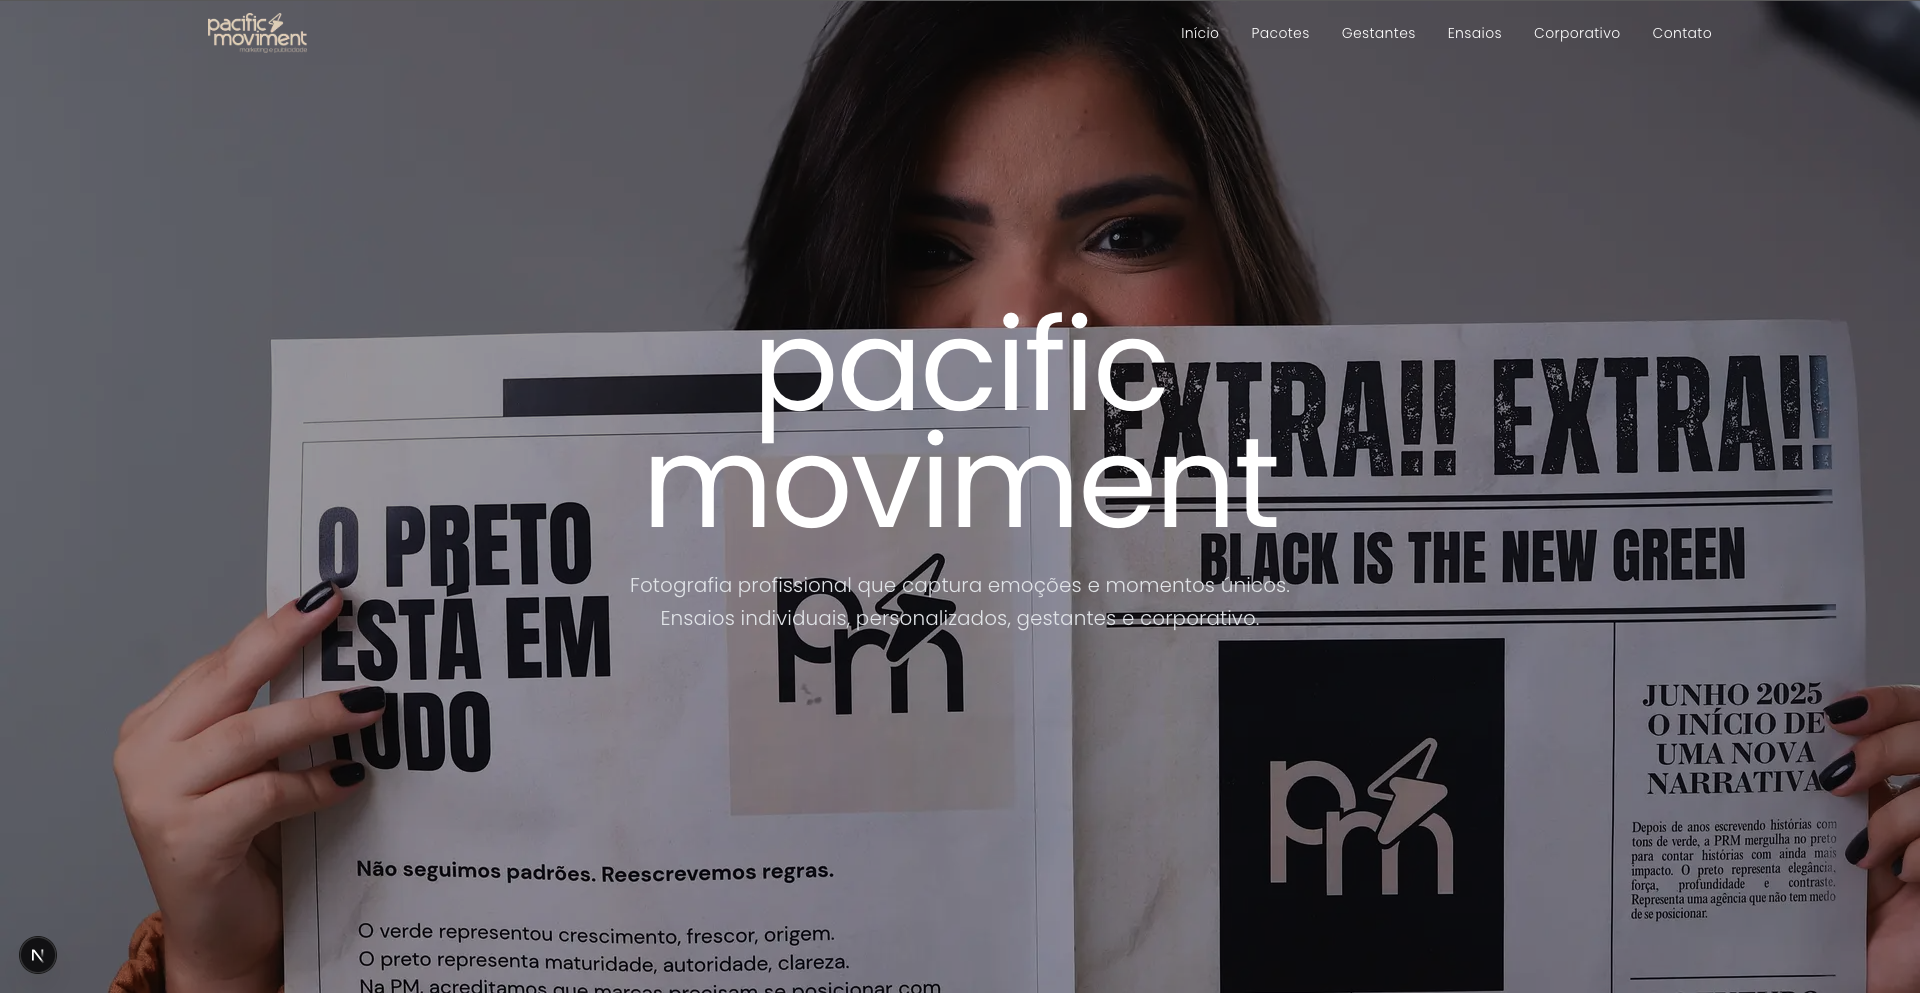 pacific
moviment
marketing e publicidade
Início Pacotes Gestantes Ensaios Corporativo Contato
pacific
moviment
Fotografia profissional que captura emoções e momentos únicos.
Ensaios individuais, personalizados, gestantes e corporativo.
O PRETO
ESTÁ EM
TUDO
prm
Não seguimos padrões. Reescrevemos regras.
O verde representou crescimento, frescor, origem.
O preto representa maturidade, autoridade, clareza.
Na PM, acreditamos que marcas precisam se posicionar com
EXTRA!! EXTRA!!
BLACK IS THE NEW GREEN
prm
JUNHO 2025
O INÍCIO DE
UMA NOVA
NARRATIVA
Depois de anos escrevendo histórias com
tons de verde, a PRM mergulha no preto
para contar histórias com ainda mais
impacto. O preto representa elegância,
força, profundidade e contraste.
Representa uma agência que não tem medo
de se posicionar.
N